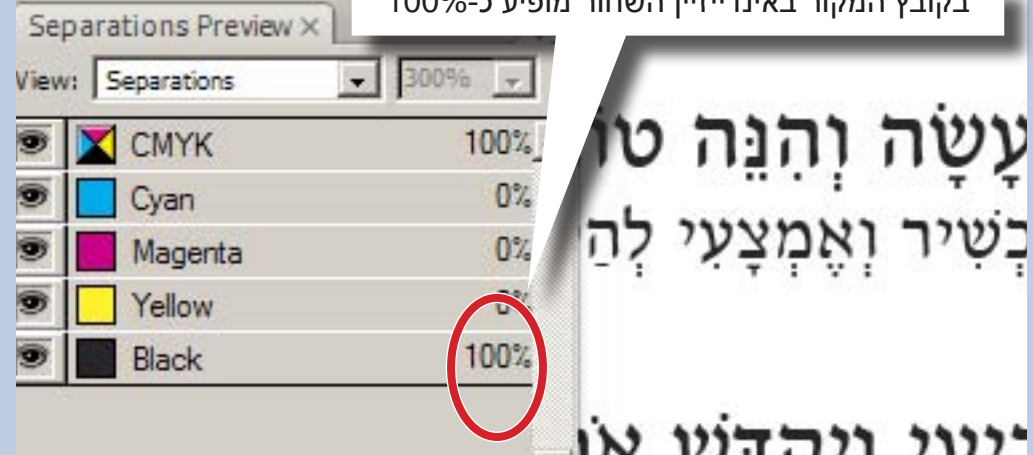 בקובץ המקור באינדיזיין השחור מופיע כ-100%
Separations Preview ×
View: Separations 300%
CMYK 100%
Cyan 0%
Magenta 0%
Yellow 0%
Black 100%
עָשָׂה וְהִנֵּה
כְשִׁיר וְאֶמְצָעִי לְהַ